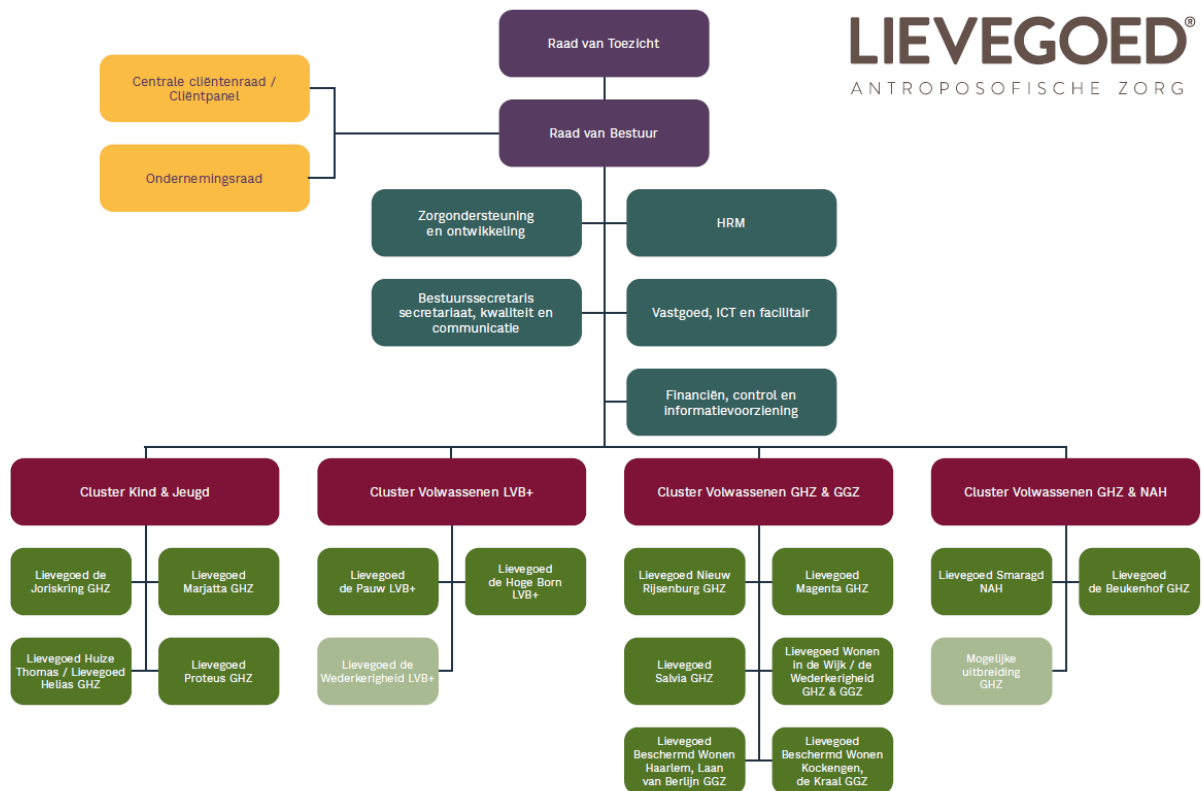 LIEVEGOED®
ANTROPOSOFISCHE ZORG
Raad van Toezicht
Centrale cliëntenraad /
Cliëntpanel
Raad van Bestuur
Ondernemingsraad
Zorgondersteuning
en ontwikkeling
HRM
Bestuurssecretaris
secretariaat, kwaliteit en
communicatie
Vastgoed, ICT en facilitair
Financiën, control en
informatievoorziening
Cluster Kind & Jeugd
Cluster Volwassenen LVB+
Cluster Volwassenen GHZ & GGZ
Cluster Volwassenen GHZ & NAH
Lievegoed de
Joriskring GHZ
Lievegoed
Marjatta GHZ
Lievegoed Huize
Thomas / Lievegoed
Helias GHZ
Lievegoed
Proteus GHZ
Lievegoed
de Pauw LVB+
Lievegoed
de Hoge Born
LVB+
Lievegoed de
Wederkerigheid LVB+
Lievegoed Nieuw
Rijsenburg GHZ
Lievegoed
Magenta GHZ
Lievegoed
Salvia GHZ
Lievegoed Wonen
in de Wijk / de
Wederkerigheid
GHZ & GGZ
Lievegoed
Beschermd Wonen
Haarlem, Laan
van Berlijn GGZ
Lievegoed
Beschermd Wonen
Kockengen,
de Kraal GGZ
Lievegoed Smaragd
NAH
Lievegoed
de Beukenhof GHZ
Mogelijke
uitbreiding
GHZ